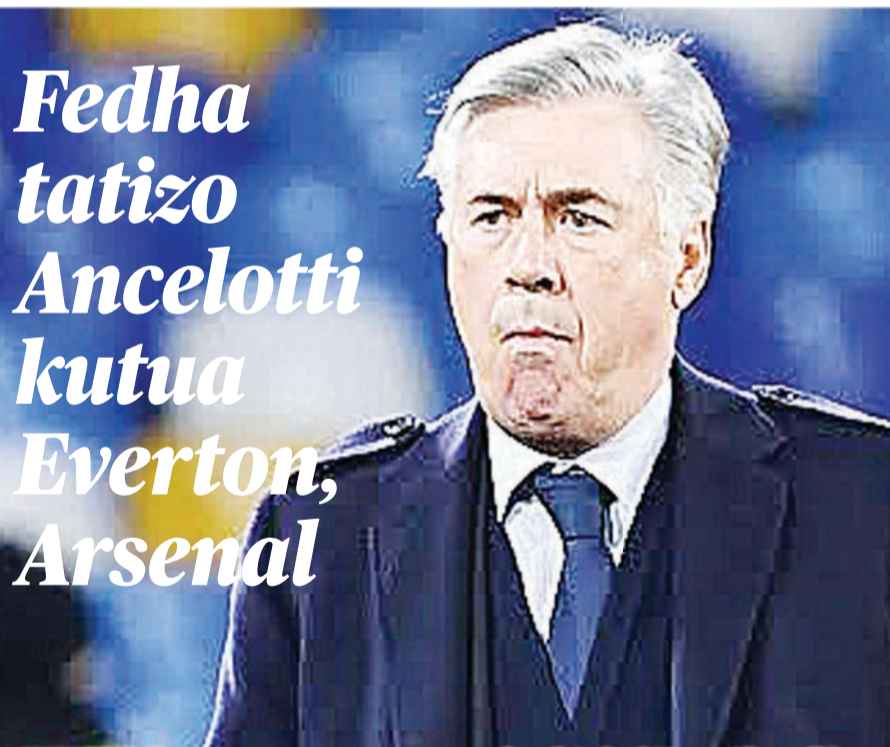 Fedha
tatizo
Ancelotti
kutua
Everton,
Arsenal